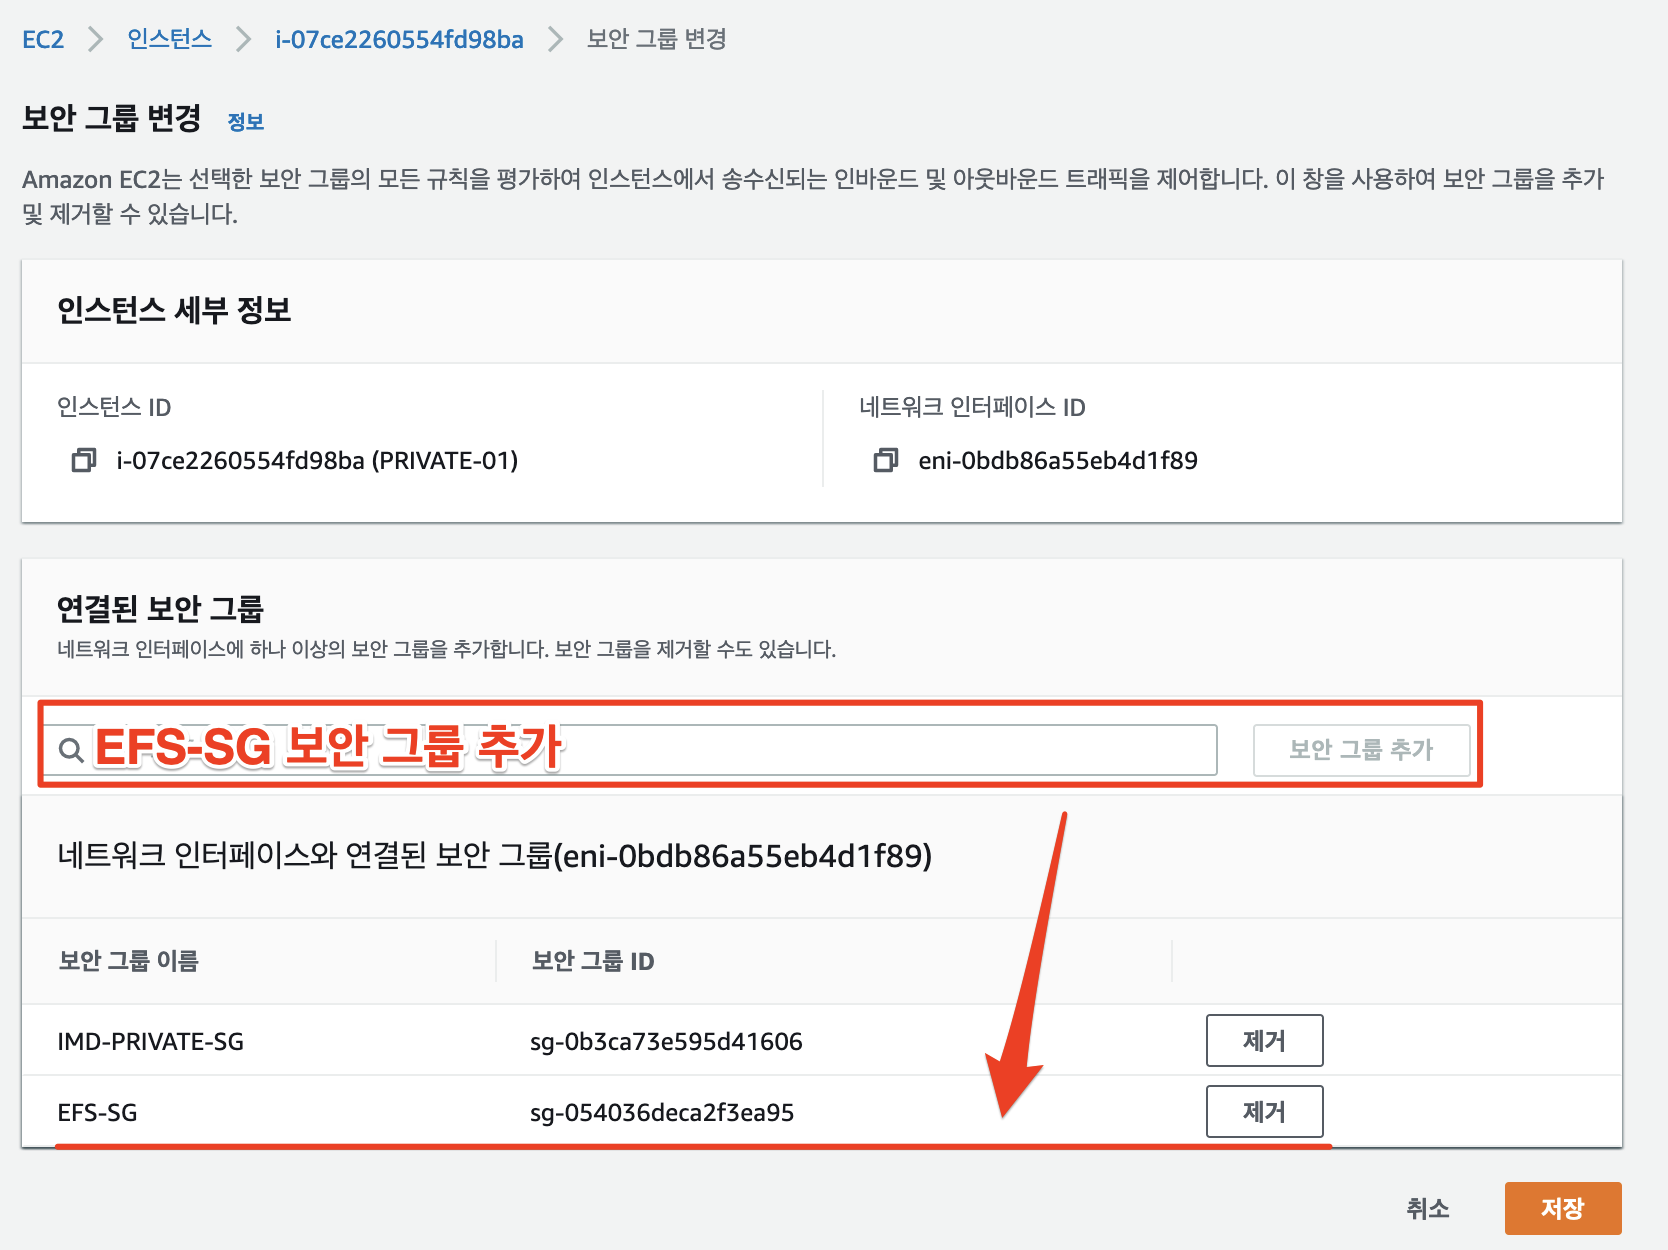 EC2 > 인스턴스 > i-07ce2260554fd98ba > 보안 그룹 변경
보안 그룹 변경 정보
Amazon EC2는 선택한 보안 그룹의 모든 규칙을 평가하여 인스턴스에서 송수신되는 인바운드 및 아웃바운드 트래픽을 제어합니다. 이 창을 사용하여 보안 그룹을 추가
및 제거할 수 있습니다.
인스턴스 세부 정보
인스턴스 ID
i-07ce2260554fd98ba (PRIVATE-01)
네트워크 인터페이스 ID
eni-0bdb86a55eb4d1f89
연결된 보안 그룹
네트워크 인터페이스에 하나 이상의 보안 그룹을 추가합니다. 보안 그룹을 제거할 수도 있습니다.
EFS-SG 보안 그룹 추가
보안 그룹 추가
네트워크 인터페이스와 연결된 보안 그룹(eni-0bdb86a55eb4d1f89)
보안 그룹 이름 보안 그룹 ID
IMD-PRIVATE-SG sg-0b3ca73e595d41606 제거
EFS-SG sg-054036deca2f3ea95 제거
취소 저장